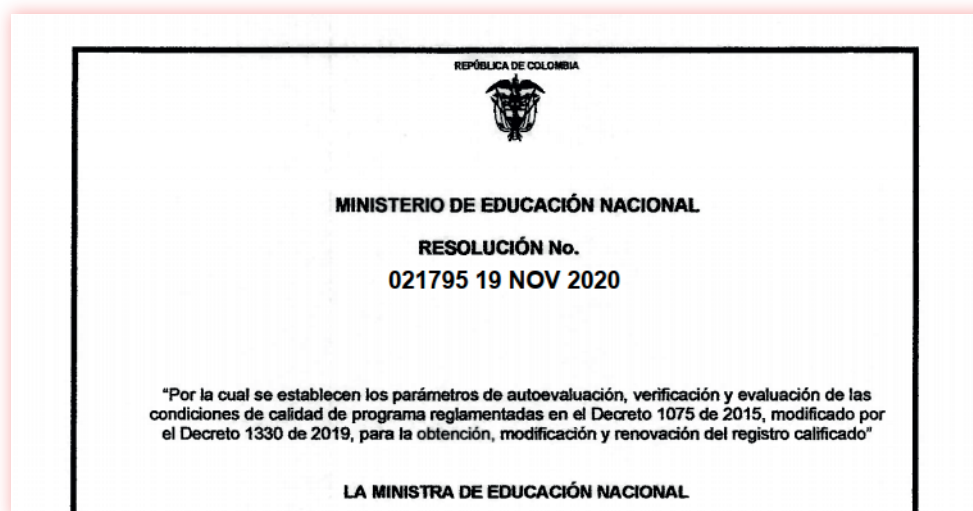 REPÚBLICA DE COLOMBIA
MINISTERIO DE EDUCACIÓN NACIONAL
RESOLUCIÓN No.
021795 19 NOV 2020
“Por la cual se establecen los parámetros de autoevaluación, verificación y evaluación de las
condiciones de calidad de programa reglamentadas en el Decreto 1075 de 2015, modificado por
el Decreto 1330 de 2019, para la obtención, modificación y renovación del registro calificado”
LA MINISTRA DE EDUCACIÓN NACIONAL